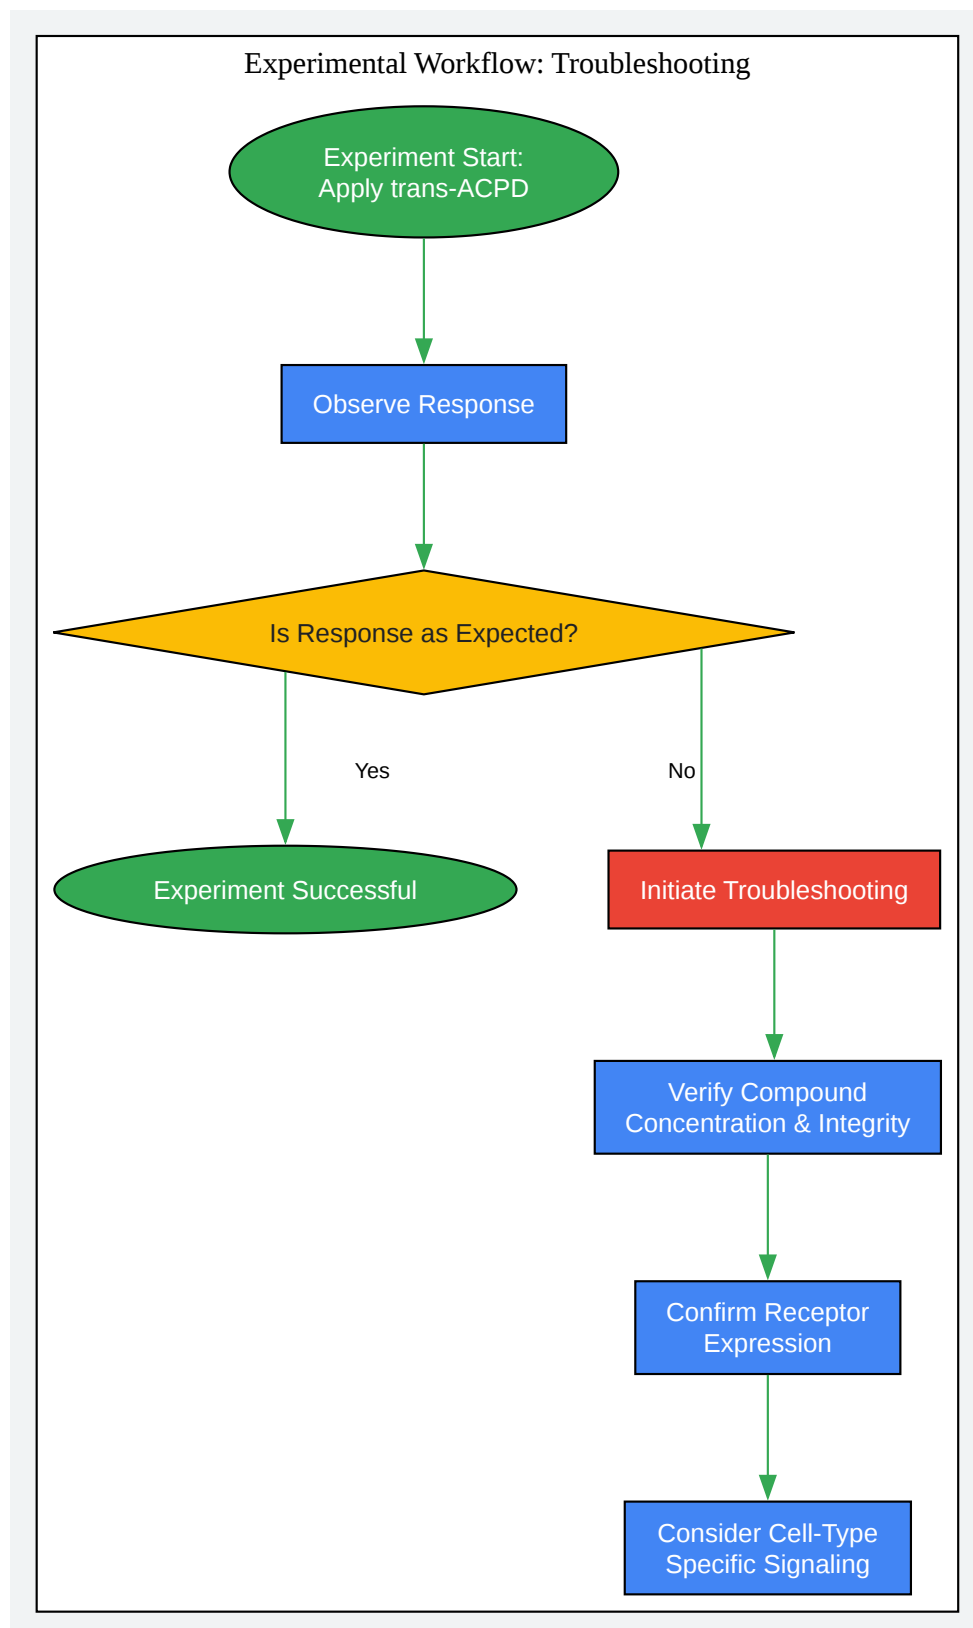 Experimental Workflow: Troubleshooting
Experiment Start:
Apply trans-ACPD
Observe Response
Is Response as Expected?
Yes
No
Experiment Successful
Initiate Troubleshooting
Verify Compound
Concentration & Integrity
Confirm Receptor
Expression
Consider Cell-Type
Specific Signaling